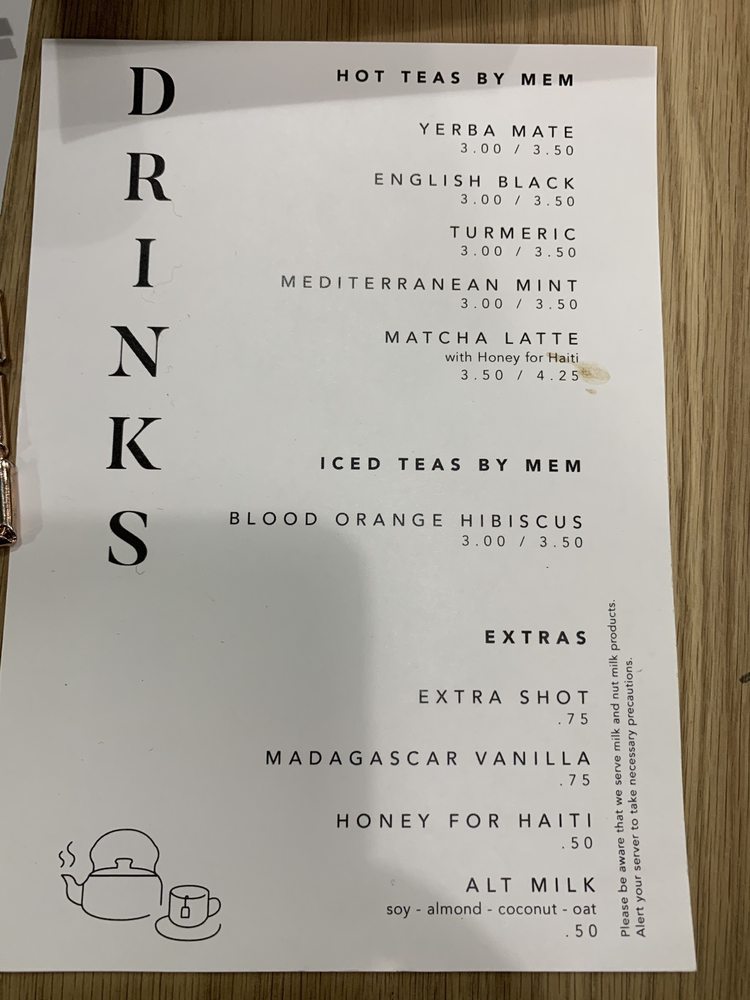 DRINKS
HOT TEAS BY MEM
YERBA MATE
3.00 / 3.50
ENGLISH BLACK
3.00 / 3.50
TURMERIC
3.00 / 3.50
MEDITERRANEAN MINT
3.00 / 3.50
MATCHA LATTE
with Honey for Haiti
3.50 / 4.25
ICED TEAS BY MEM
BLOOD ORANGE HIBISCUS
3.00 / 3.50
EXTRAS
EXTRA SHOT
.75
MADAGASCAR VANILLA
.75
HONEY FOR HAITI
.50
ALT MILK
soy - almond - coconut - oat
.50
Please be aware that we serve milk and nut milk products.
Alert your server to take necessary precautions.